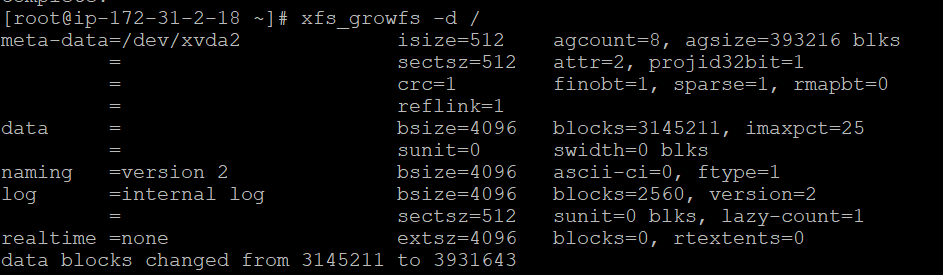 [root@ip-172-31-2-18 ~]# xfs_growfs -d /
meta-data=/dev/xvda2             isize=512    agcount=8, agsize=393216 blks
         =                       sectsz=512   attr=2, projid32bit=1
         =                       crc=1        finobt=1, sparse=1, rmapbt=0
         =                       reflink=1
data     =                       bsize=4096   blocks=3145211, imaxpct=25
         =                       sunit=0      swidth=0 blks
naming   =version 2              bsize=4096   ascii-ci=0, ftype=1
log      =internal log           bsize=4096   blocks=2560, version=2
         =                       sectsz=512   sunit=0 blks, lazy-count=1
realtime =none                   extsz=4096   blocks=0, rtextents=0
data blocks changed from 3145211 to 3931643